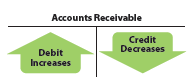 Accounts Receivable
Debit
Increases
Credit
Decreases